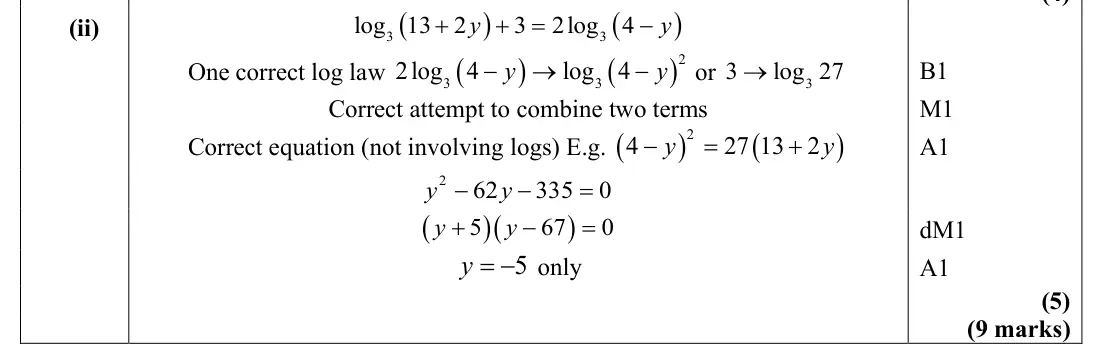 (4)
(ii) log₃(13 + 2y) + 3 = 2log₃(4 − y)
One correct log law 2log₃(4 − y) → log₃(4 − y)² or 3 → log₃ 27 B1
Correct attempt to combine two terms M1
Correct equation (not involving logs) E.g. (4 − y)² = 27(13 + 2y) A1
y² − 62y − 335 = 0
(y + 5)(y − 67) = 0 dM1
y = −5 only A1
(5)
(9 marks)